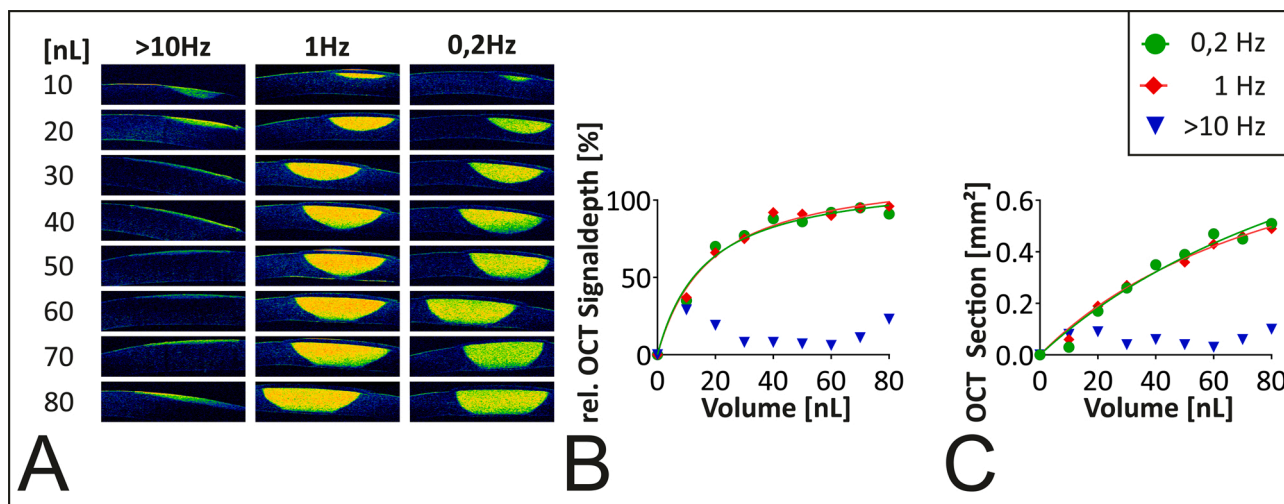 [nL] >10Hz 1Hz 0,2Hz
10
20
30
40
50
60
70
80
A
rel. OCT Signaldepth [%]
100
50
0
0 20 40 60 80
Volume [nL]
B
0,2 Hz
1 Hz
>10 Hz
OCT Section [mm²]
0.6
0.4
0.2
0.0
0 20 40 60 80
Volume [nL]
C